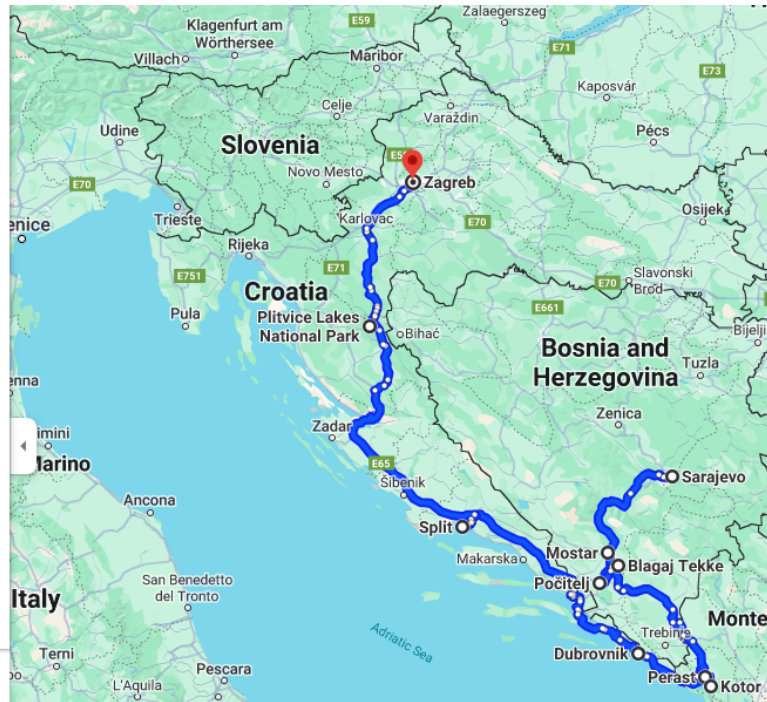 Klagenfurt am
Wörthersee
E59
Zalaegerszeg
E71
E73
Villach
Maribor
Kaposvár
Celje
Varaždin
Udine
Slovenia
Pécs
E70
Novo Mesto
Zagreb
Trieste
enice
Karlovac
E70
Osijek
Rijeka
E751
E71
E70
Slavonski
Brod
Croatia
Pula
E661
Plitvice Lakes
National Park
Bihać
Bijelji
Bosnia and
Herzegovina
Tuzla
enna
Zenica
Zadar
imini
Marino
E65
Sarajevo
Šibenik
Ancona
Split
Mostar
Makarska
Blagaj Tekke
San Benedetto
del Tronto
Počitelj
Italy
Monte
Adriatic Sea
Trebinje
Terni
Dubrovnik
Pescara
Perast
Kotor
L'Aquila